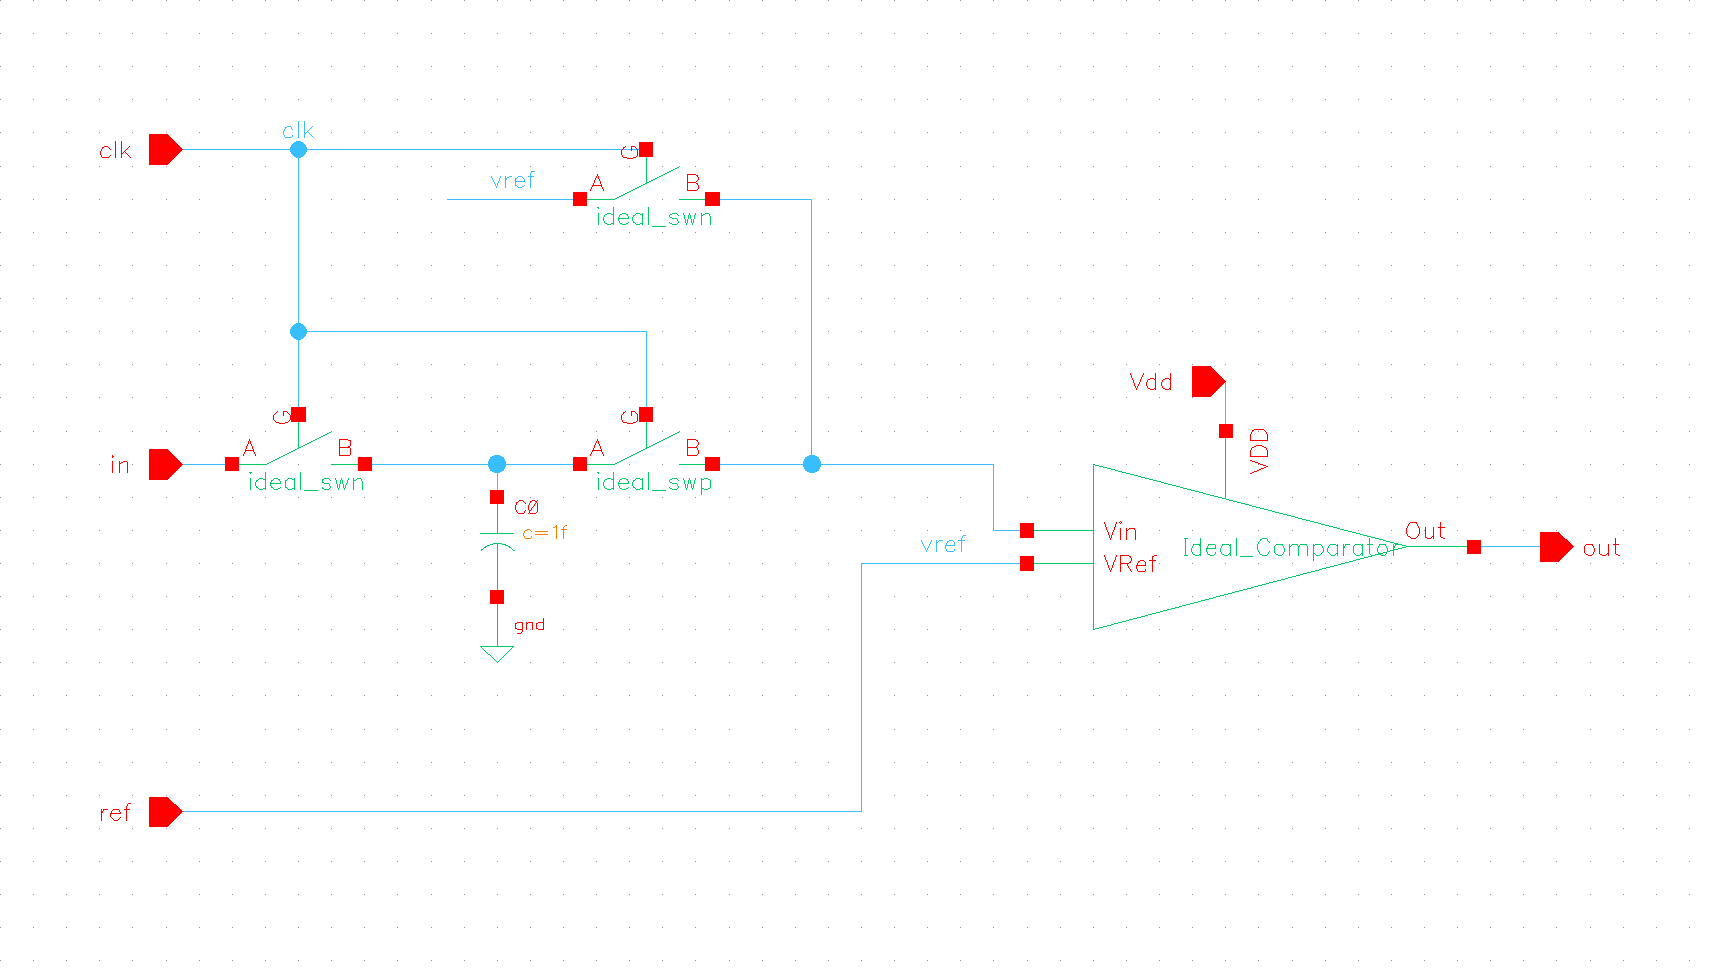 clk
clk
G
vref
A
B
ideal_swn
G
G
in
A
B
ideal_swn
A
B
ideal_swp
C0
c=1f
gnd
Vdd
VDD
vref
Vin
VRef
Ideal_Comparator
Out
out
ref